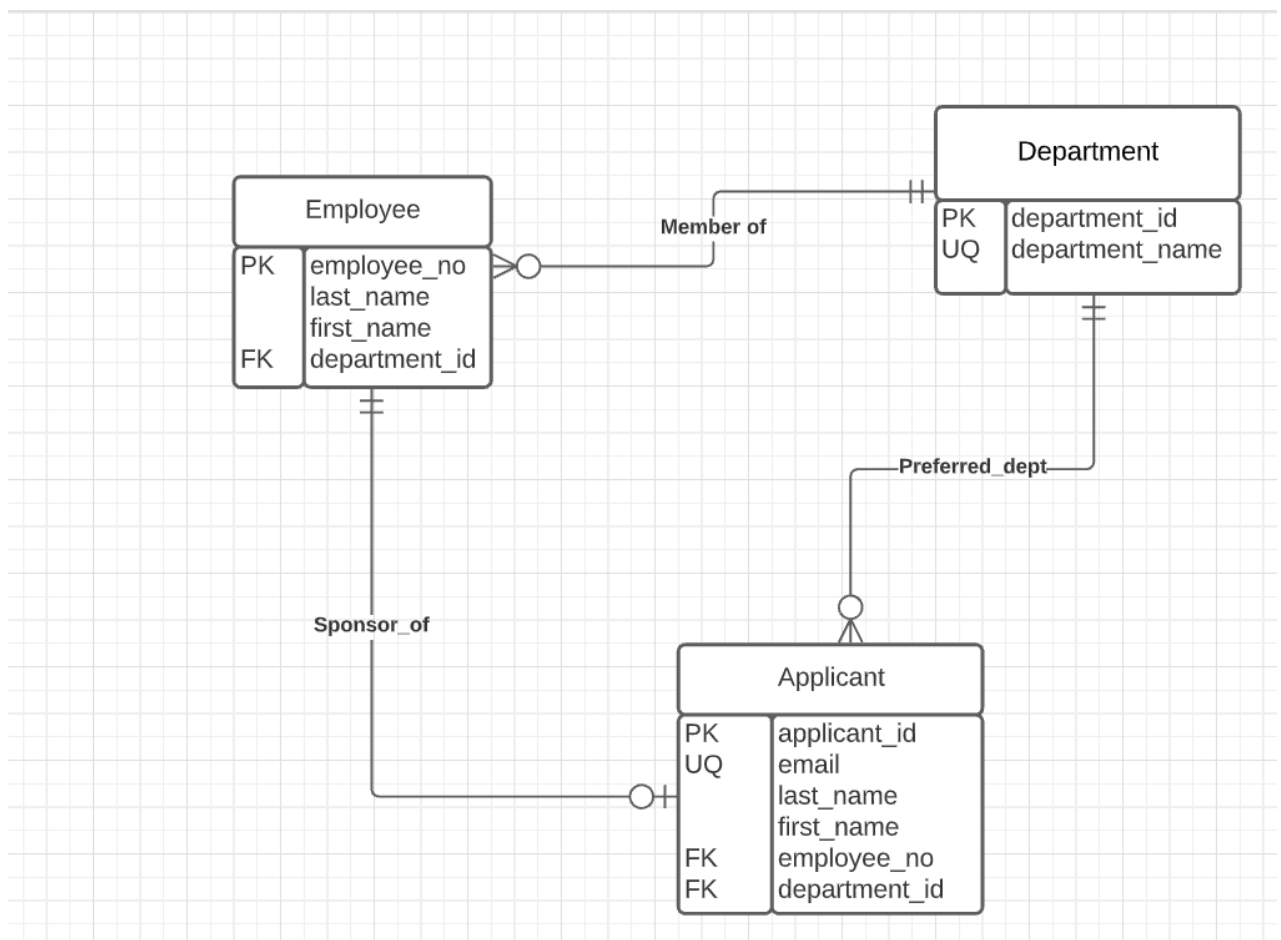 Department
PK department_id
UQ department_name
Employee
PK employee_no
last_name
first_name
FK department_id
Member of
Preferred_dept
Sponsor_of
Applicant
PK applicant_id
UQ email
last_name
first_name
FK employee_no
FK department_id